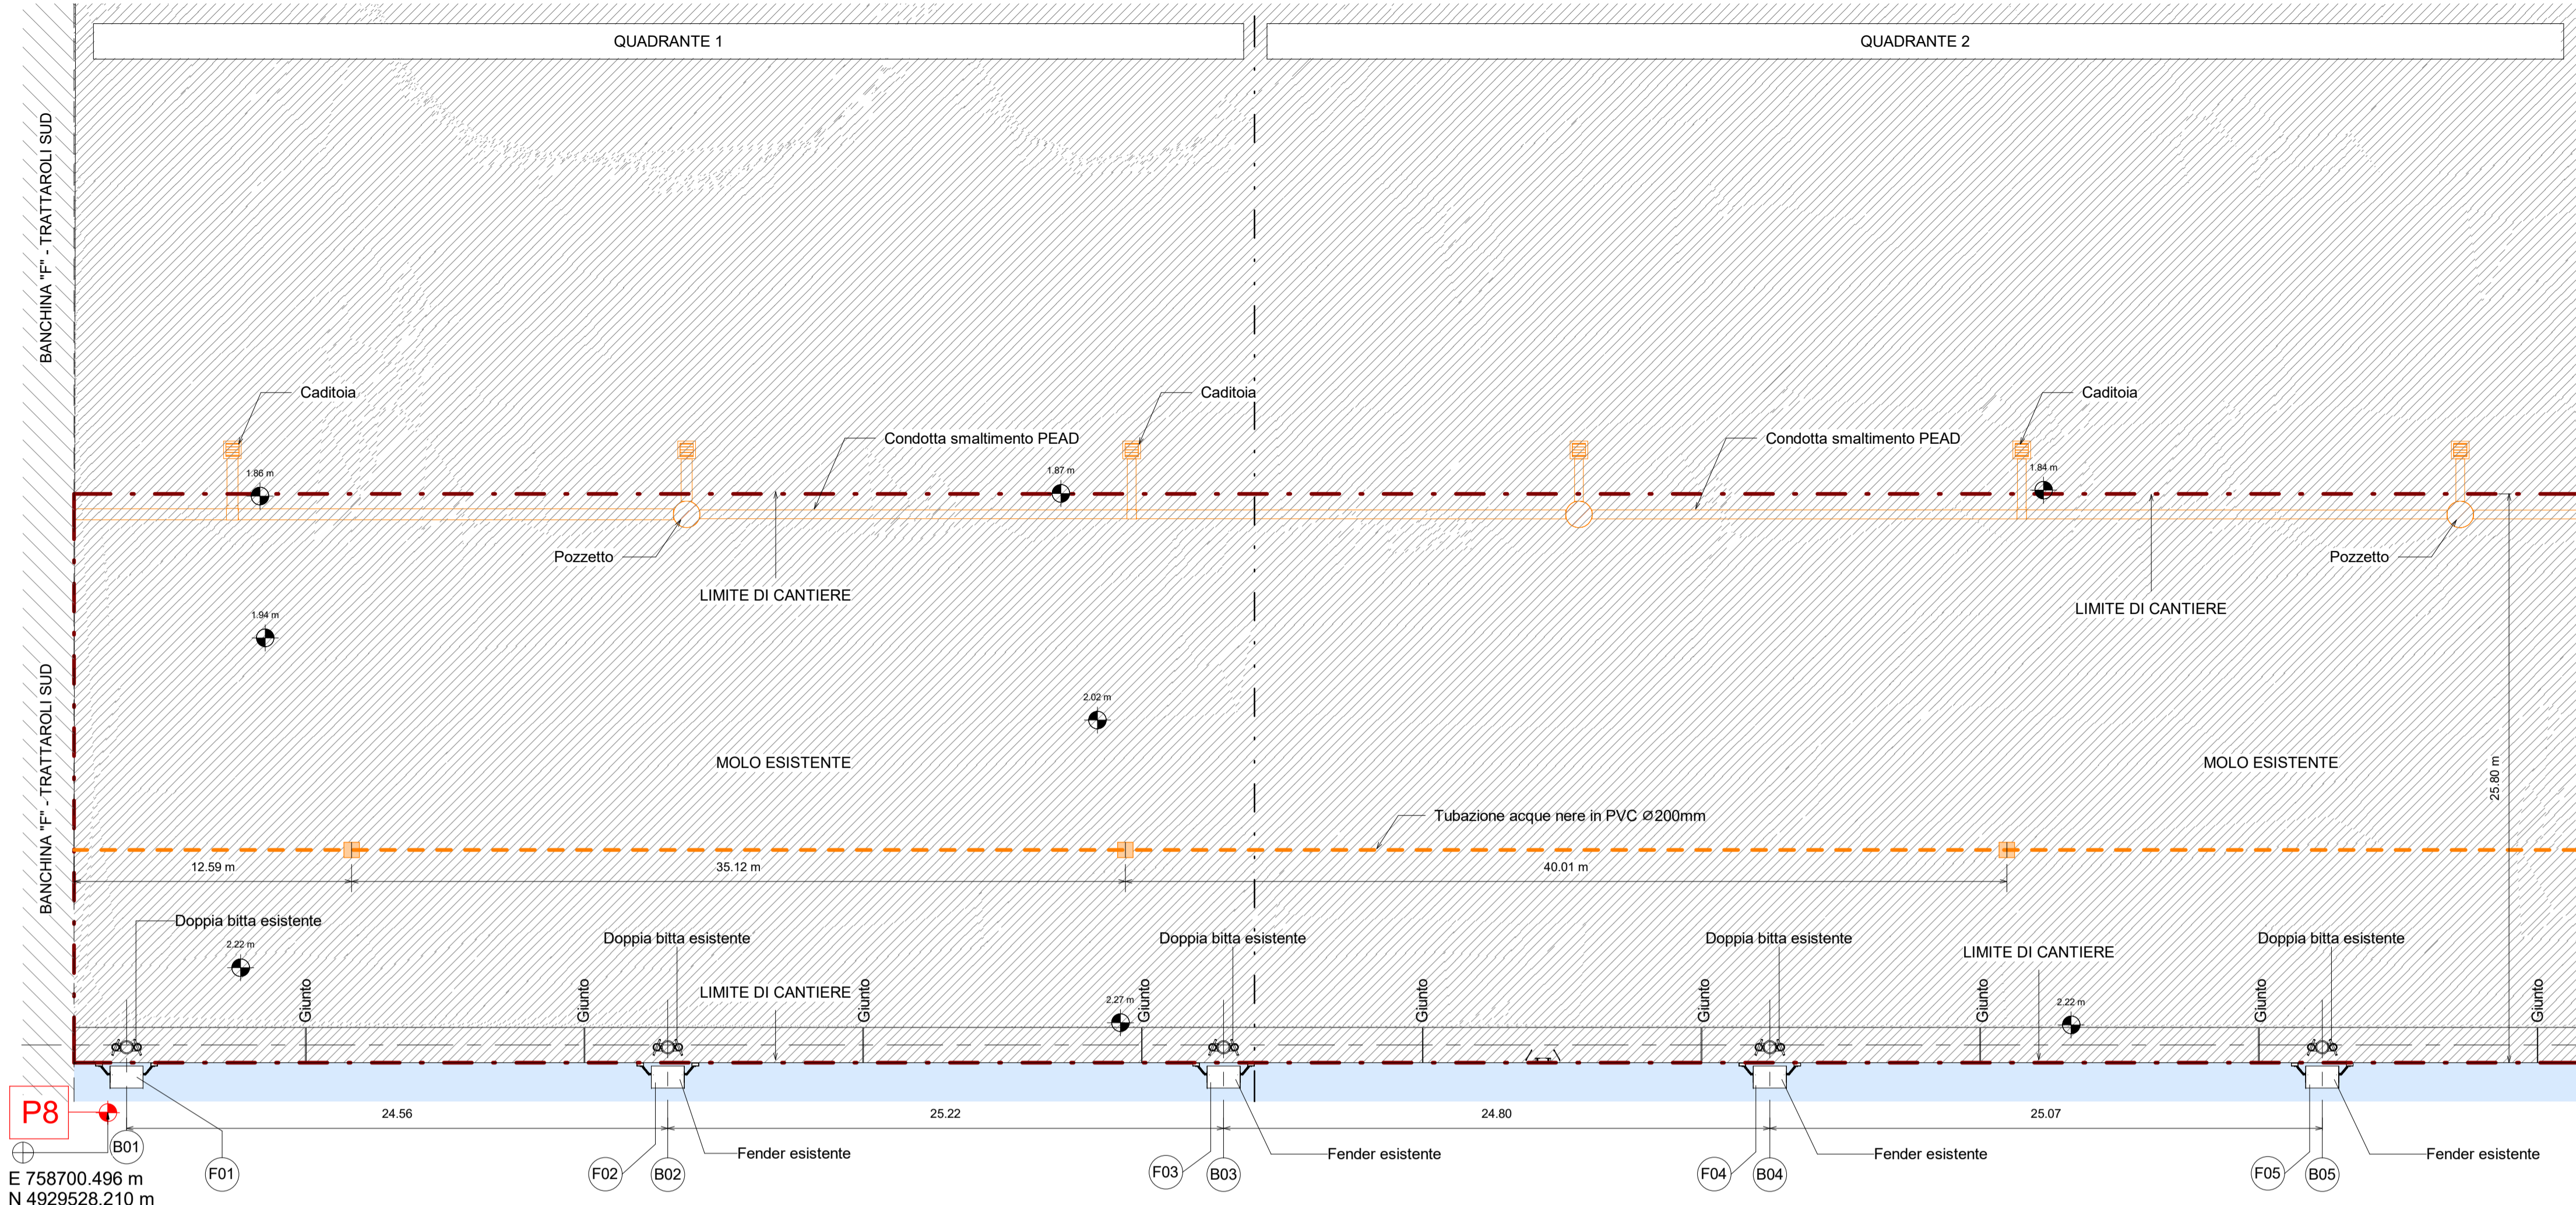 QUADRANTE 1
QUADRANTE 2
BANCHINA "F" - TRATTAROLI SUD
Caditoia
Caditoia
Caditoia
Condotta smaltimento PEAD
Condotta smaltimento PEAD
1.86 m
1.87 m
1.84 m
Pozzetto
Pozzetto
LIMITE DI CANTIERE
LIMITE DI CANTIERE
1.94 m
BANCHINA "F" - TRATTAROLI SUD
2.02 m
MOLO ESISTENTE
MOLO ESISTENTE
25.80 m
Tubazione acque nere in PVC Ø200mm
12.59 m
35.12 m
40.01 m
Doppia bitta esistente
Doppia bitta esistente
Doppia bitta esistente
Doppia bitta esistente
Doppia bitta esistente
2.22 m
LIMITE DI CANTIERE
LIMITE DI CANTIERE
Giunto
Giunto
Giunto
2.27 m
Giunto
Giunto
Giunto
Giunto
2.22 m
Giunto
Giunto
P8
24.56
25.22
24.80
25.07
B01
F01
F02
B02
Fender esistente
F03
B03
Fender esistente
F04
B04
Fender esistente
F05
B05
Fender esistente
E 758700.496 m
N 4929528.210 m